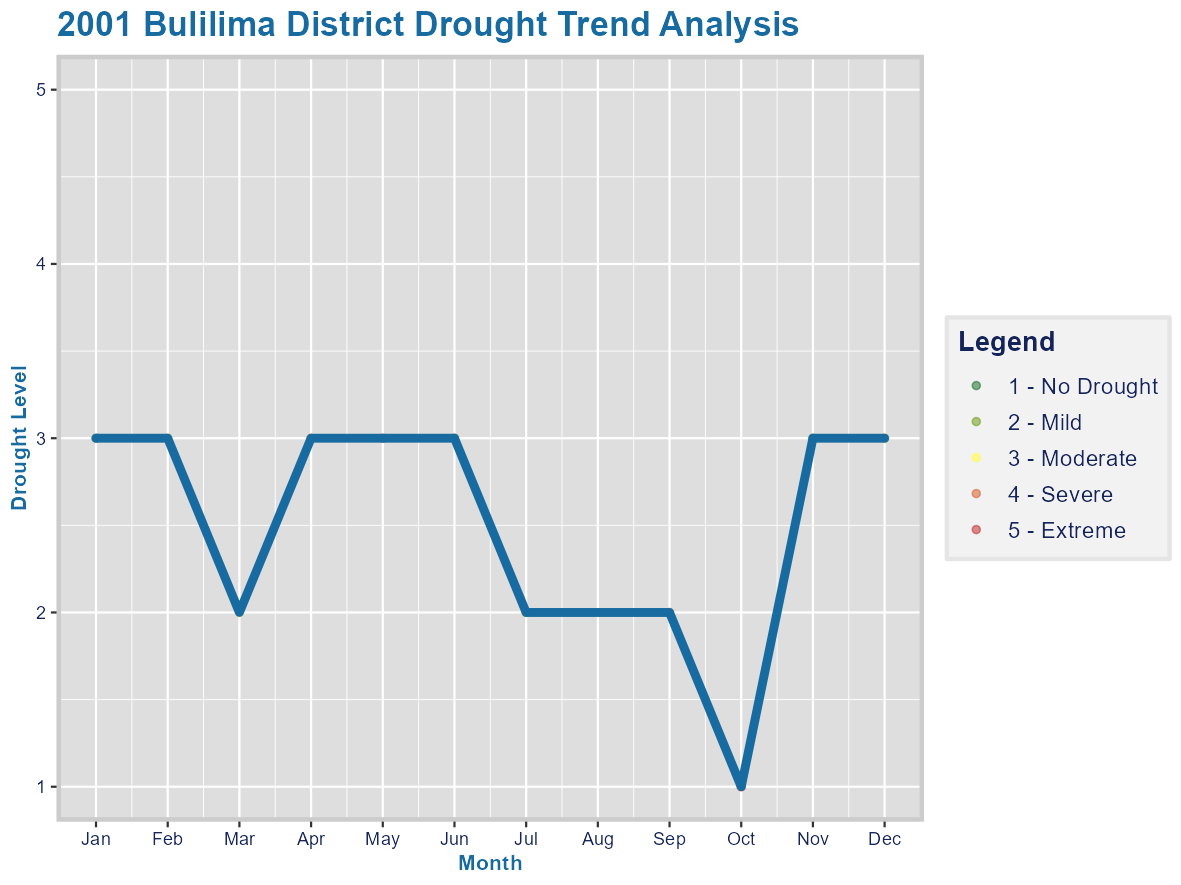 2001 Bulilima District Drought Trend Analysis
5
4
3
2
1
Drought Level
Jan Feb Mar Apr May Jun Jul Aug Sep Oct Nov Dec
Month
Legend
1 - No Drought
2 - Mild
3 - Moderate
4 - Severe
5 - Extreme